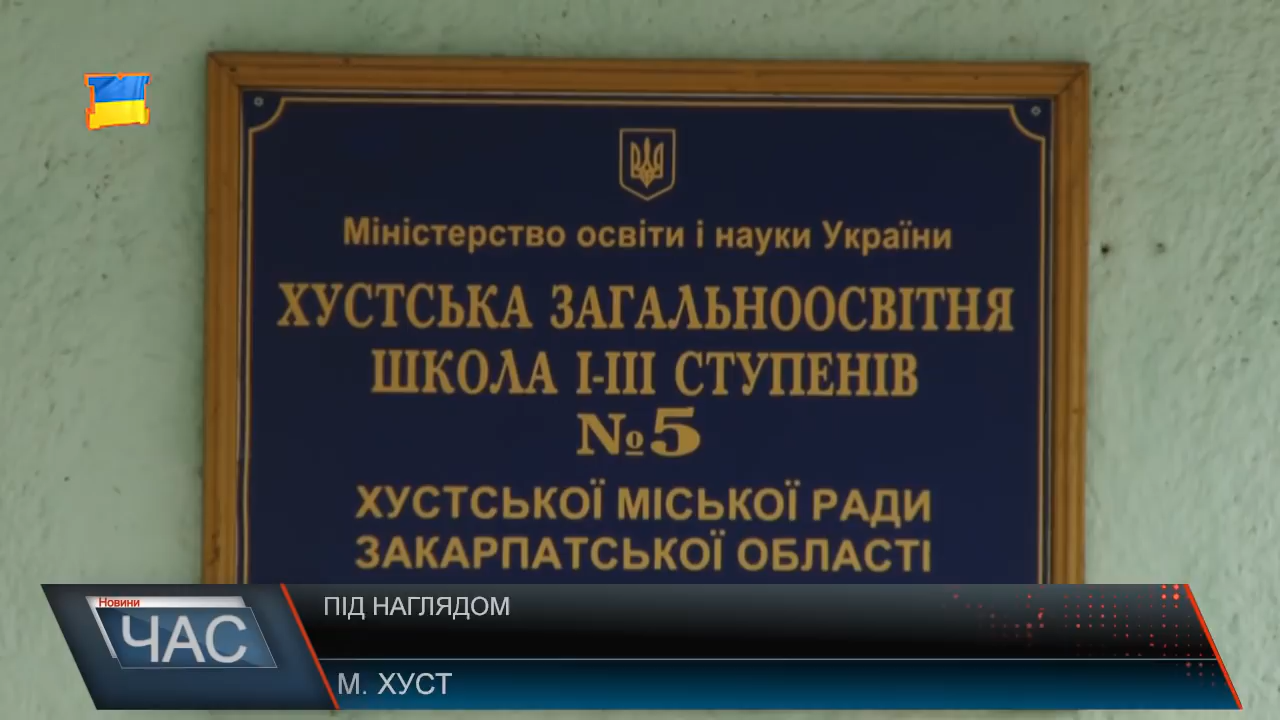 Міністерство освіти і науки України
ХУСТСЬКА ЗАГАЛЬНООСВІТНЯ
ШКОЛА І-ІІІ СТУПЕНІВ
№5
ХУСТСЬКОЇ МІСЬКОЇ РАДИ
ЗАКАРПАТСЬКОЇ ОБЛАСТІ
Новини
ЧАС
ПІД НАГЛЯДОМ
М. ХУСТ